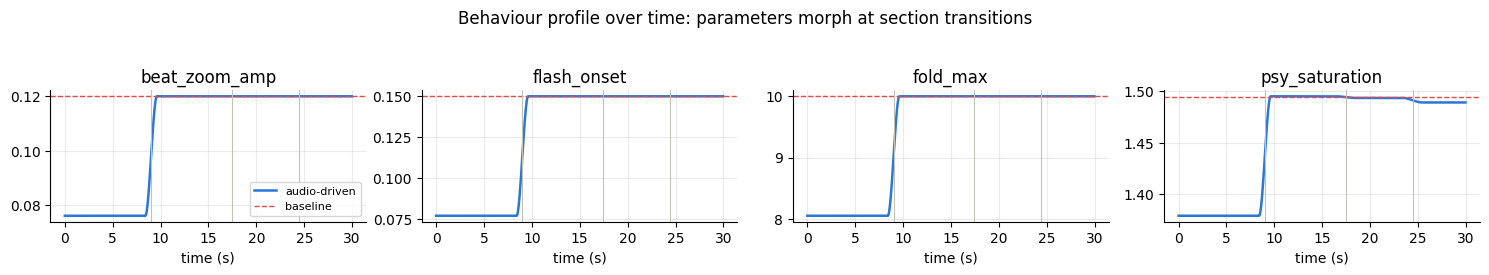 Behaviour profile over time: parameters morph at section transitions
beat_zoom_amp
0.12
0.10
0.08
0 5 10 15 20 25 30
time (s)
audio-driven
baseline
flash_onset
0.150
0.125
0.100
0.075
0 5 10 15 20 25 30
time (s)
fold_max
10
9
8
0 5 10 15 20 25 30
time (s)
psy_saturation
1.50
1.45
1.40
0 5 10 15 20 25 30
time (s)